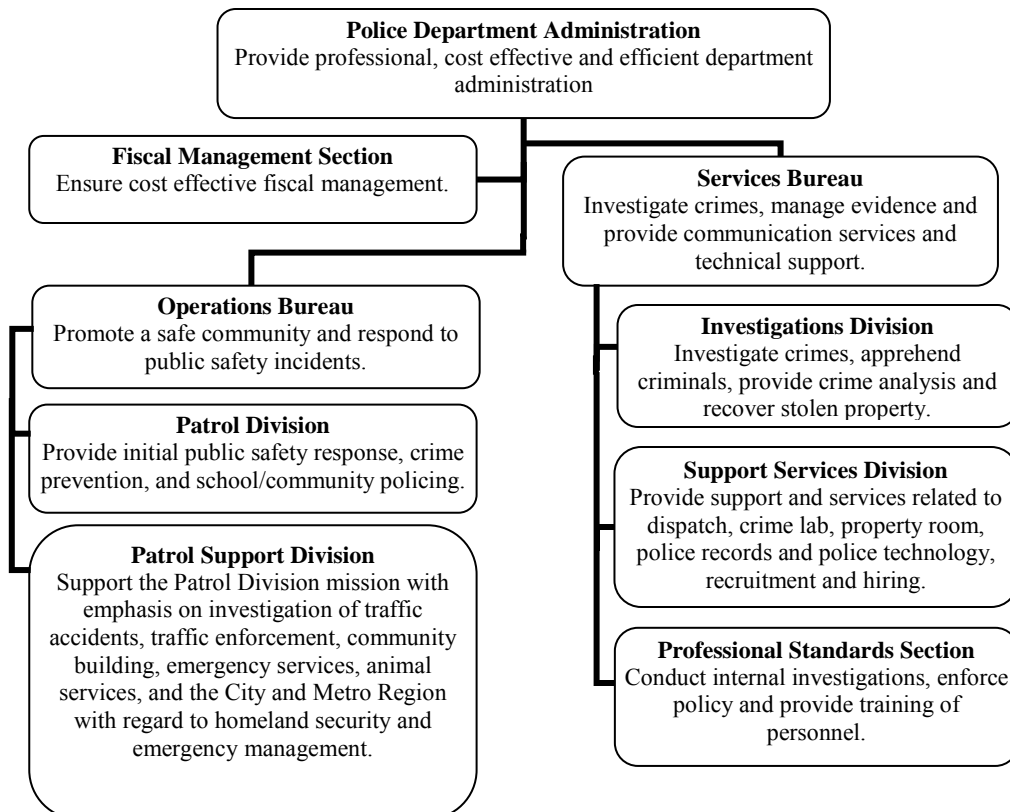 Police Department Administration
Provide professional, cost effective and efficient department
administration
Fiscal Management Section
Ensure cost effective fiscal management.
Services Bureau
Investigate crimes, manage evidence and
provide communication services and
technical support.
Operations Bureau
Promote a safe community and respond to
public safety incidents.
Patrol Division
Provide initial public safety response, crime
prevention, and school/community policing.
Patrol Support Division
Support the Patrol Division mission with
emphasis on investigation of traffic
accidents, traffic enforcement, community
building, emergency services, animal
services, and the City and Metro Region
with regard to homeland security and
emergency management.
Investigations Division
Investigate crimes, apprehend
criminals, provide crime analysis and
recover stolen property.
Support Services Division
Provide support and services related to
dispatch, crime lab, property room,
police records and police technology,
recruitment and hiring.
Professional Standards Section
Conduct internal investigations, enforce
policy and provide training of
personnel.